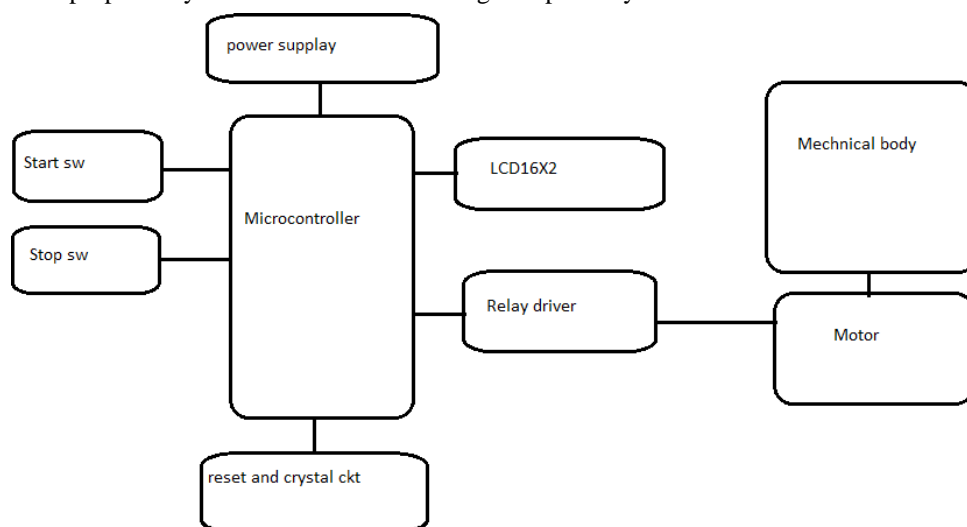 power supplay
Start sw
Mechnical body
LCD16X2
Microcontroller
Stop sw
Relay driver
Motor
reset and crystal ckt